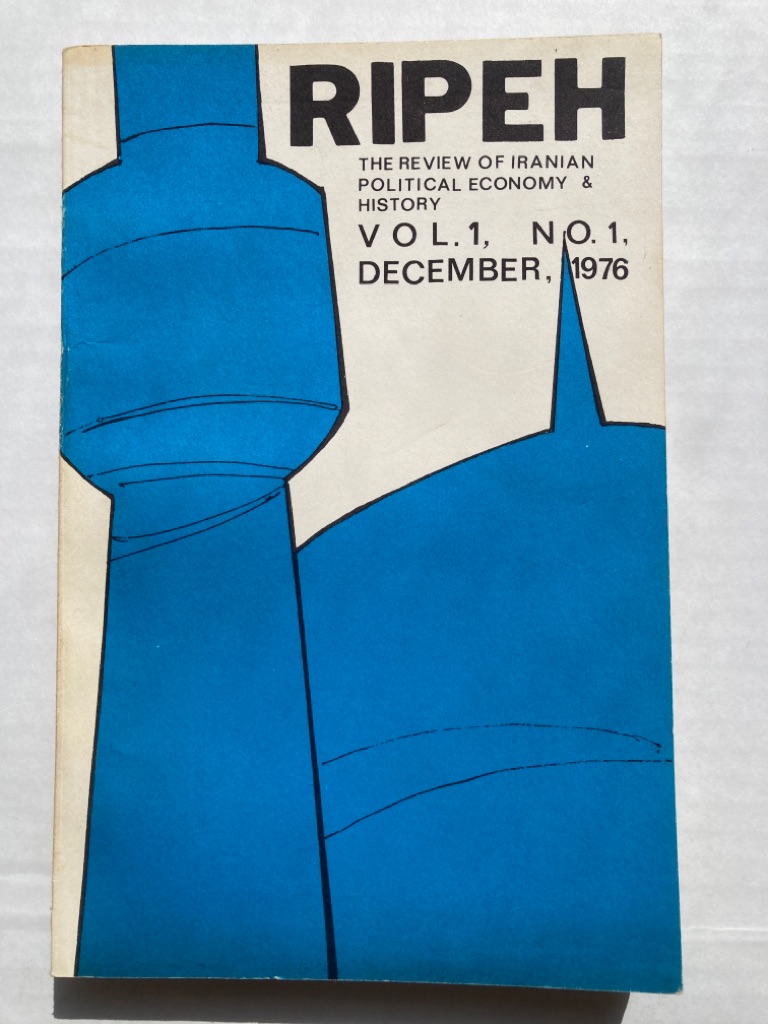 RIPEH
THE REVIEW OF IRANIAN
POLITICAL ECONOMY &
HISTORY
VOL.1, NO.1,
DECEMBER, 1976